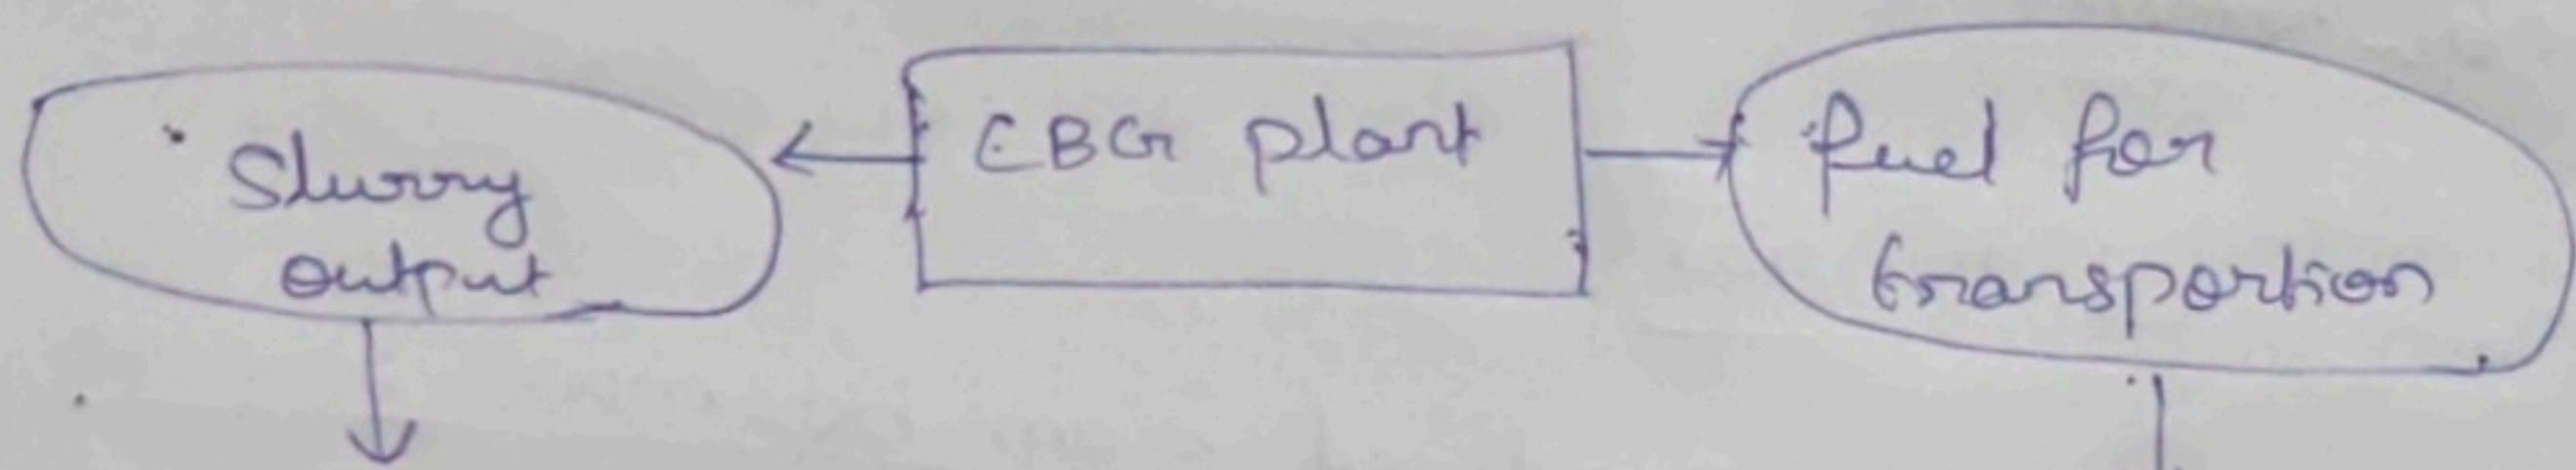 Slurry
output
CBG plant
fuel for
transportion